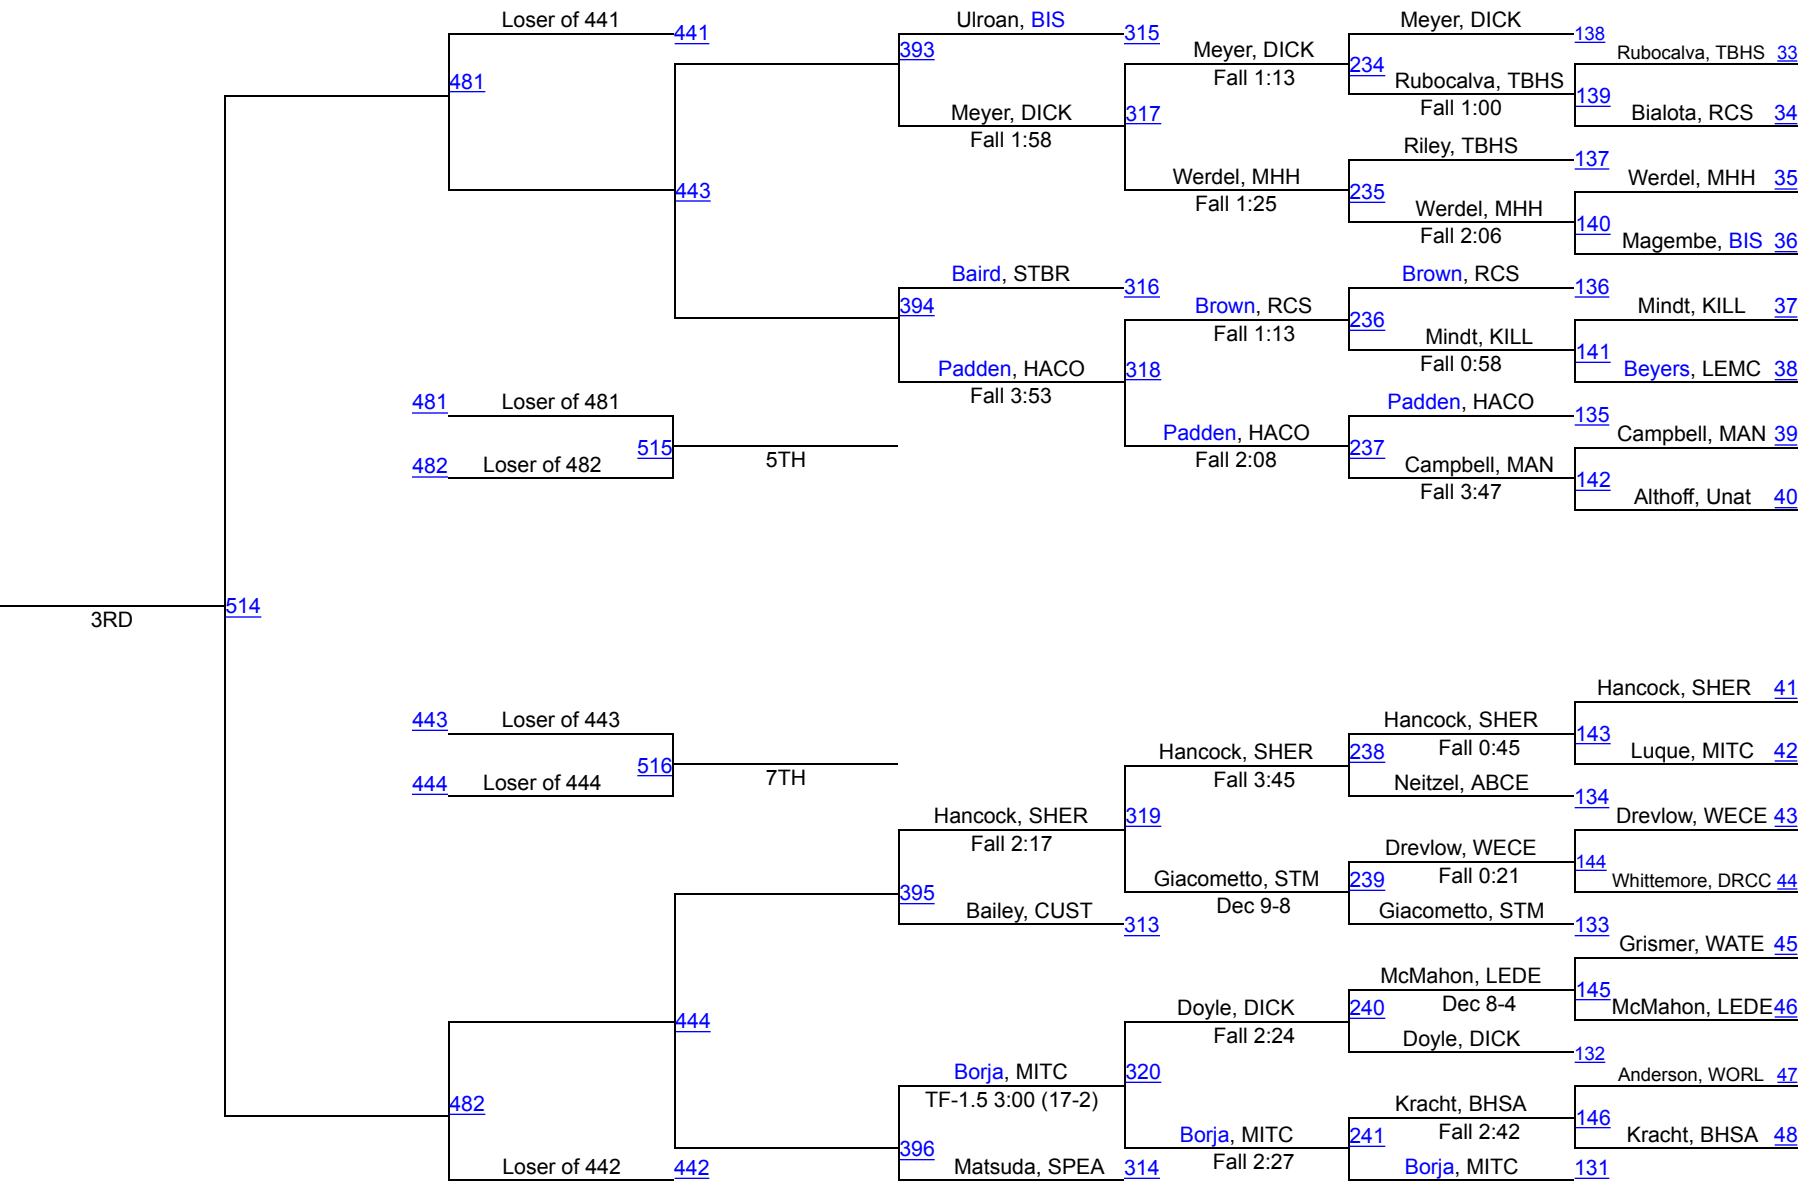 Loser of 441
441
Ulroan, BIS
315
Meyer, DICK
138
393
Meyer, DICK
Fall 1:13
Rubocalva, TBHS 33
481
234
Rubocalva, TBHS
Fall 1:00
139
Meyer, DICK
Fall 1:58
317
Bialota, RCS 34
Riley, TBHS
137
443
Werdel, MHH
Fall 1:25
235
Werdel, MHH 35
Werdel, MHH
Fall 2:06
140
Magembe, BIS 36
Baird, STBR
316
Brown, RCS
136
394
Brown, RCS
Fall 1:13
236
Mindt, KILL 37
Mindt, KILL
Fall 0:58
141
Padden, HACO
Fall 3:53
318
Beyers, LEMC 38
481
Loser of 481
Padden, HACO
135
515
5TH
Padden, HACO
Fall 2:08
237
Campbell, MAN 39
482
Loser of 482
Campbell, MAN
Fall 3:47
142
Althoff, Unat 40
514
3RD
Hancock, SHER 41
443
Loser of 443
Hancock, SHER
Fall 0:45
143
516
7TH
Hancock, SHER
Fall 3:45
238
Luque, MITC 42
444
Loser of 444
Neitzel, ABCE
134
Hancock, SHER
Fall 2:17
319
Drevlow, WECE 43
Drevlow, WECE
Fall 0:21
144
395
Giacometto, STM
Dec 9-8
239
Whittemore, DRCC 44
Bailey, CUST
313
Giacometto, STM
133
Grismer, WATE 45
McMahon, LEDE
Dec 8-4
145
444
Doyle, DICK
Fall 2:24
240
McMahon, LEDE 46
Doyle, DICK
132
Borja, MITC
TF-1.5 3:00 (17-2)
320
Anderson, WORL 47
482
Kracht, BHSA
Fall 2:42
146
396
Borja, MITC
Fall 2:27
241
Kracht, BHSA 48
Loser of 442
442
Matsuda, SPEA
314
Borja, MITC
131